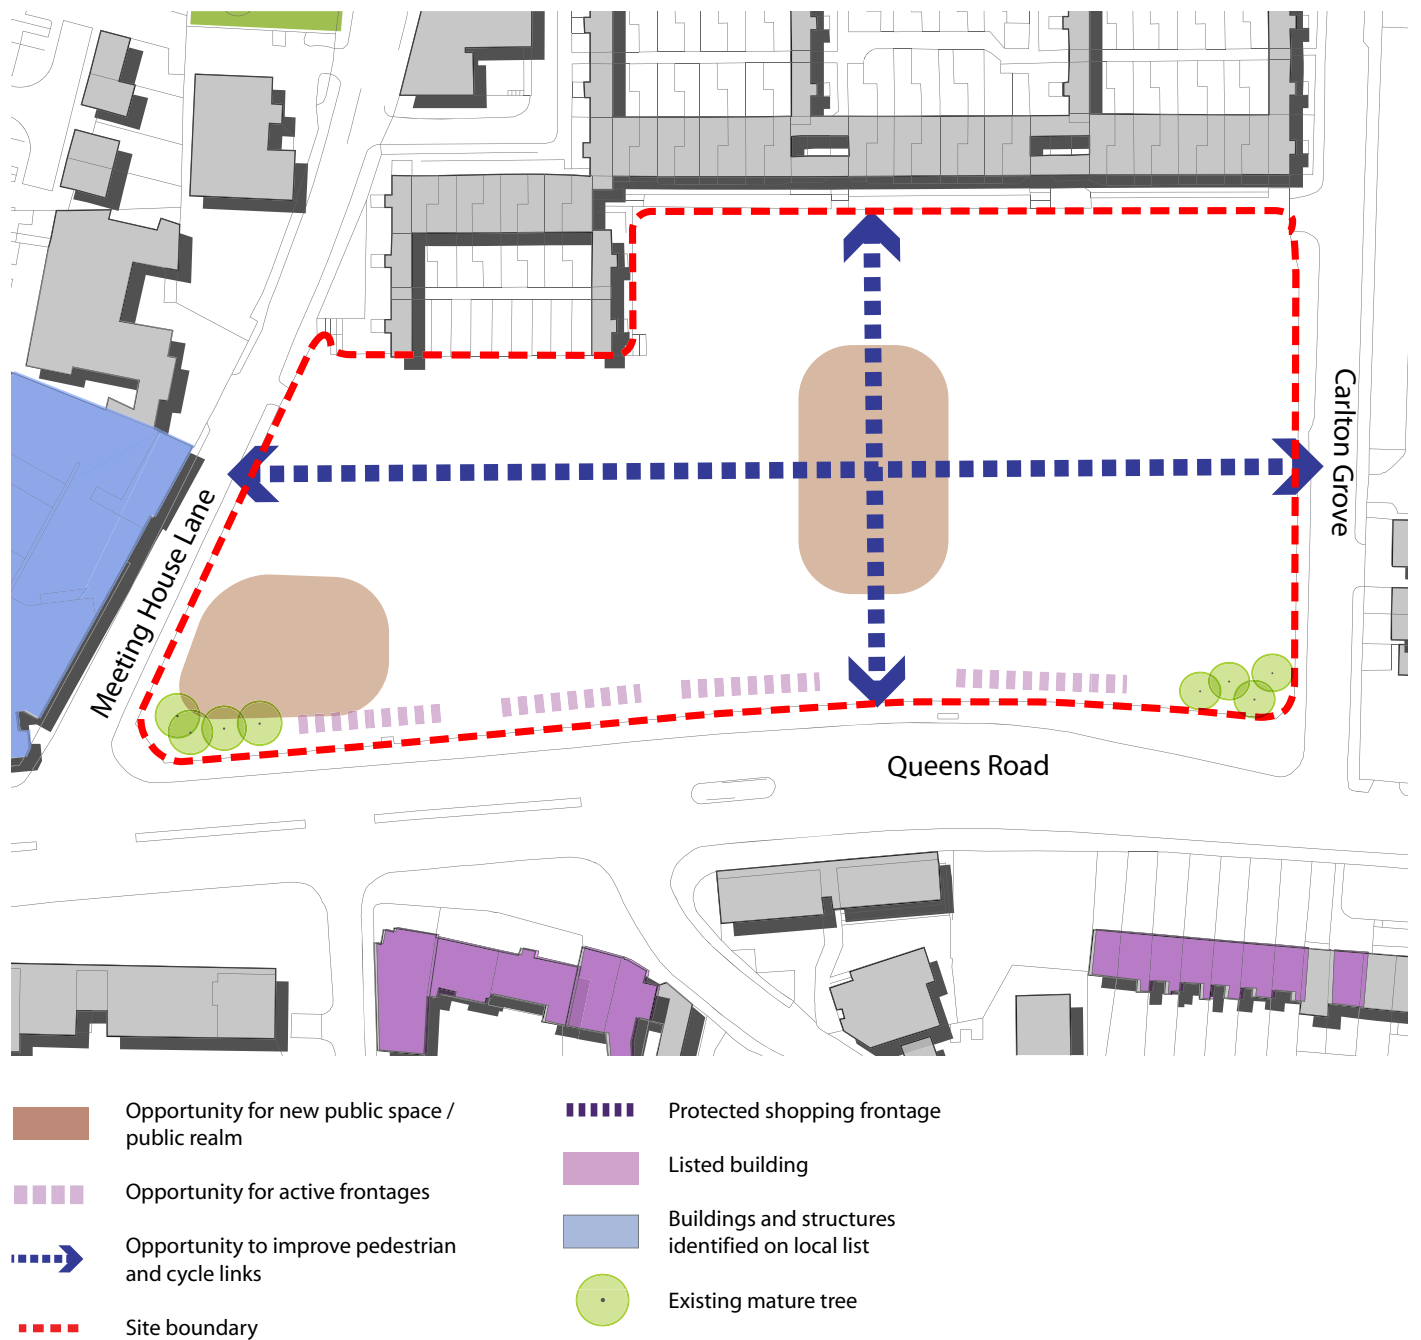 Carlton Grove
Meeting House Lane
Queens Road
Opportunity for new public space /
public realm
Opportunity for active frontages
Opportunity to improve pedestrian
and cycle links
Site boundary
Protected shopping frontage
Listed building
Buildings and structures
identified on local list
Existing mature tree